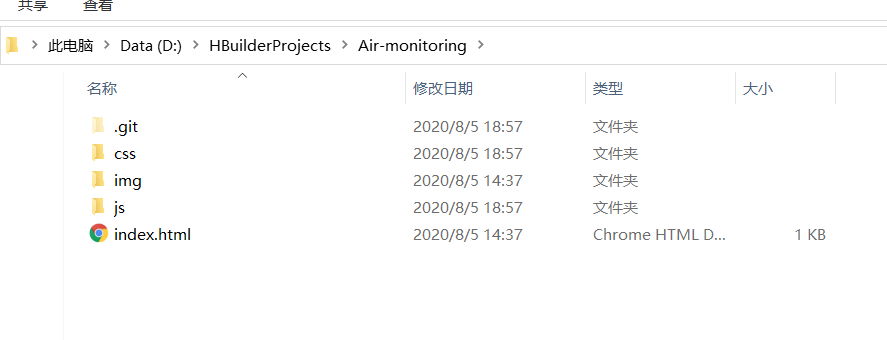 共享 查看
此电脑 > Data (D:) > HBuilderProjects > Air-monitoring >
名称 修改日期 类型 大小
.git 2020/8/5 18:57 文件夹
css 2020/8/5 18:57 文件夹
img 2020/8/5 14:37 文件夹
js 2020/8/5 18:57 文件夹
index.html 2020/8/5 14:37 Chrome HTML D... 1 KB